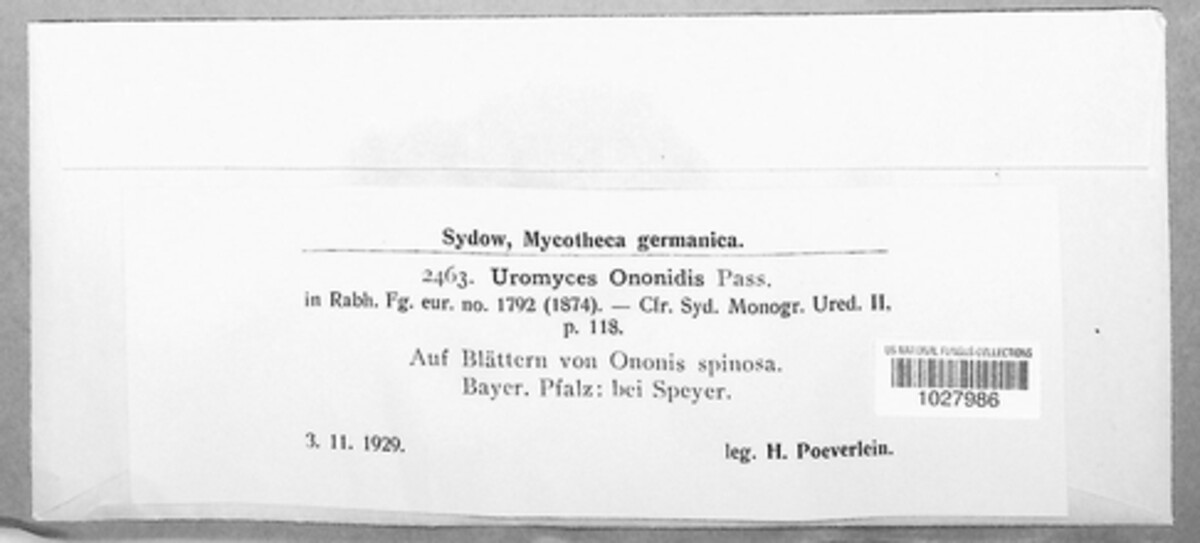 Sydow, Mycotheca germanica.
2463. Uromyces Ononidis Pass.
in Rabh. Fg. eur. no. 1792 (1874). — Cfr. Syd. Monogr. Ured. II,
p. 118.
Auf Blättern von Ononis spinosa.
Bayer. Pfalz: bei Speyer.
US NATIONAL FUNGUS COLLECTIONS
1027986
3. 11. 1929.
leg. H. Poeverlein.